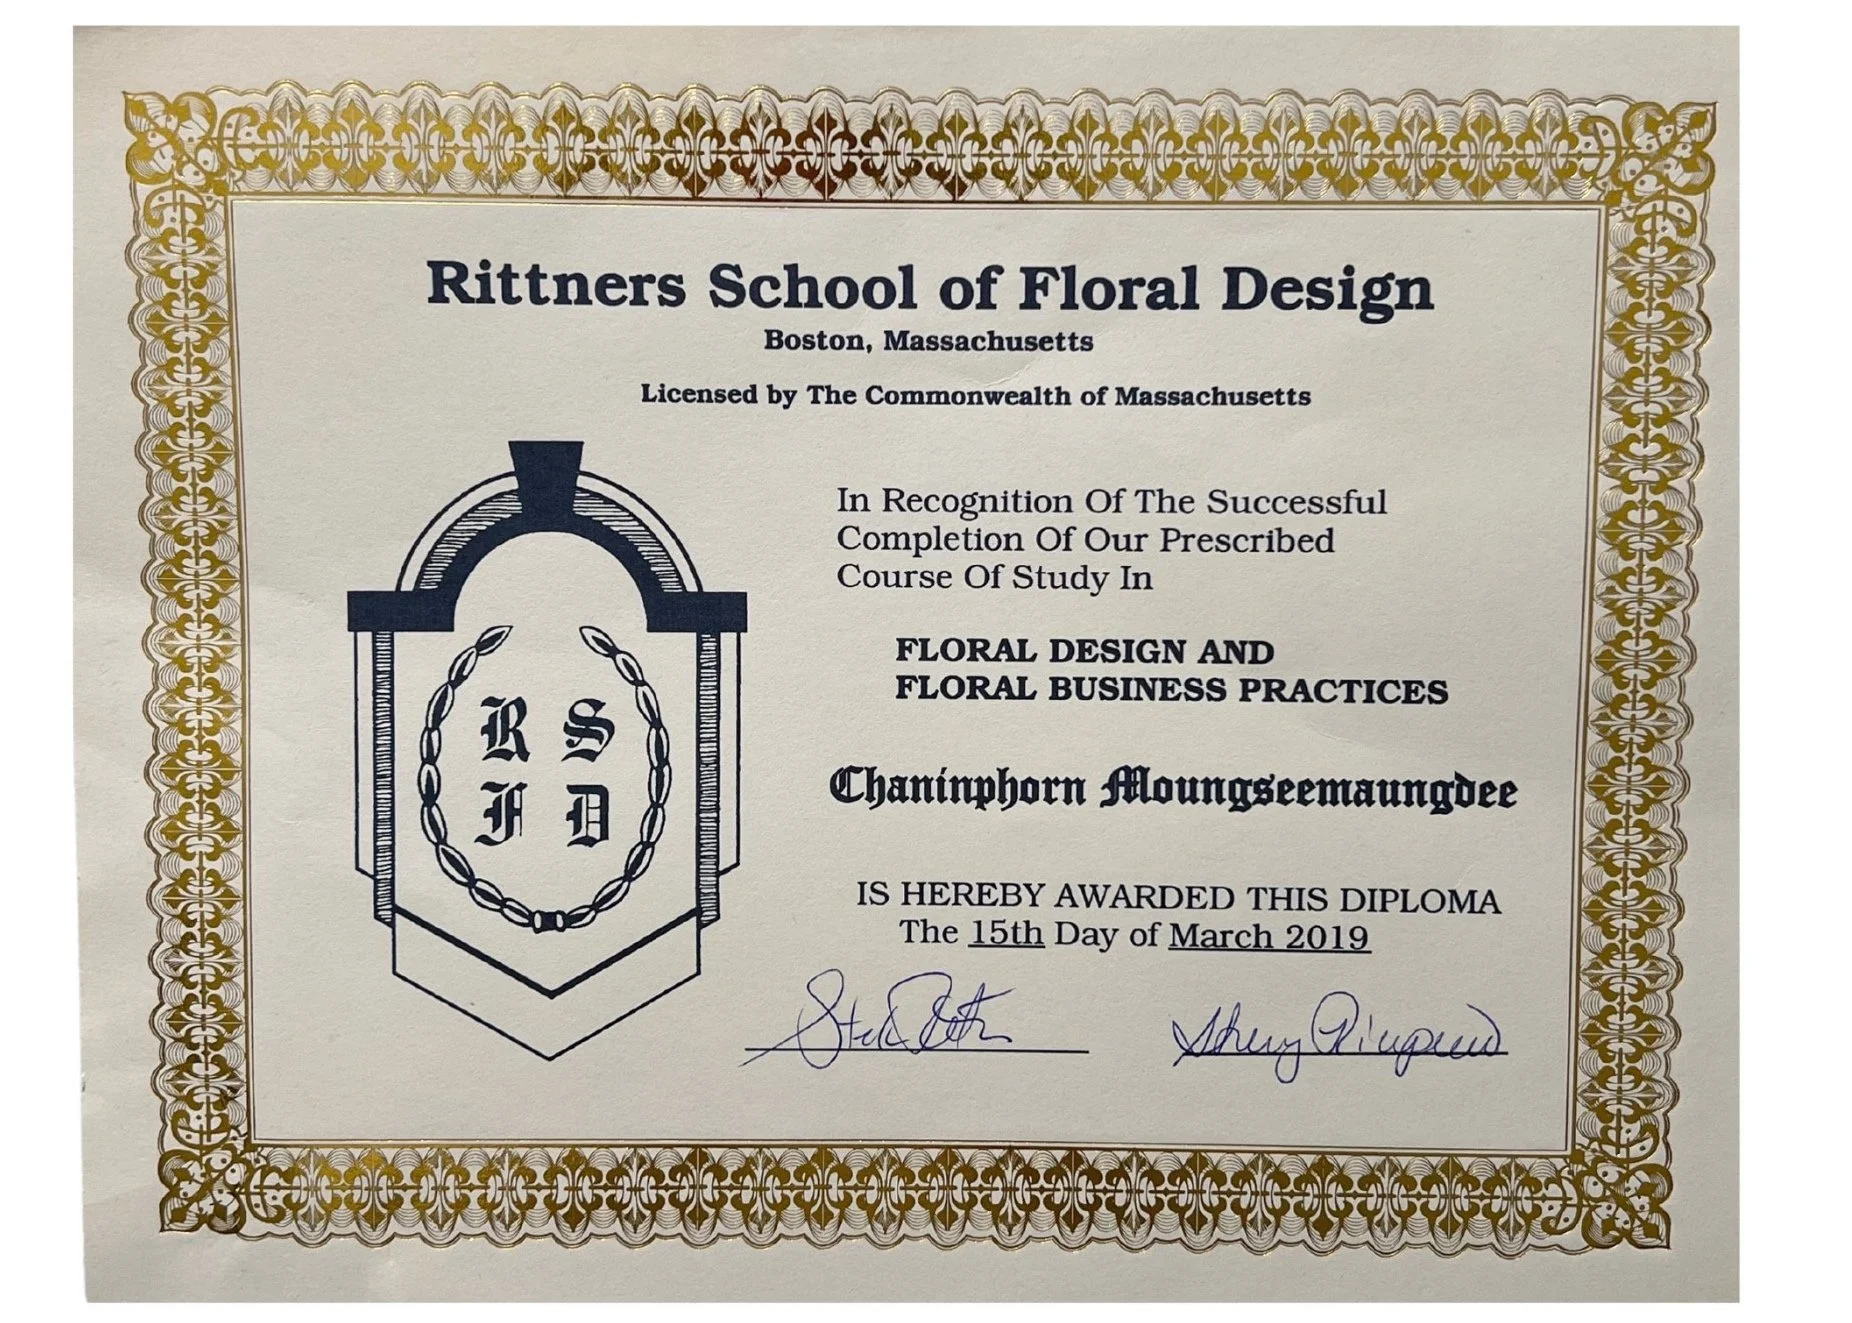 Rittners School of Floral Design
Boston, Massachusetts
Licensed by The Commonwealth of Massachusetts
R S
F D
In Recognition Of The Successful
Completion Of Our Prescribed
Course Of Study In
FLORAL DESIGN AND
FLORAL BUSINESS PRACTICES
Chaninphorn Moungseemaungdee
IS HEREBY AWARDED THIS DIPLOMA
The 15th Day of March 2019